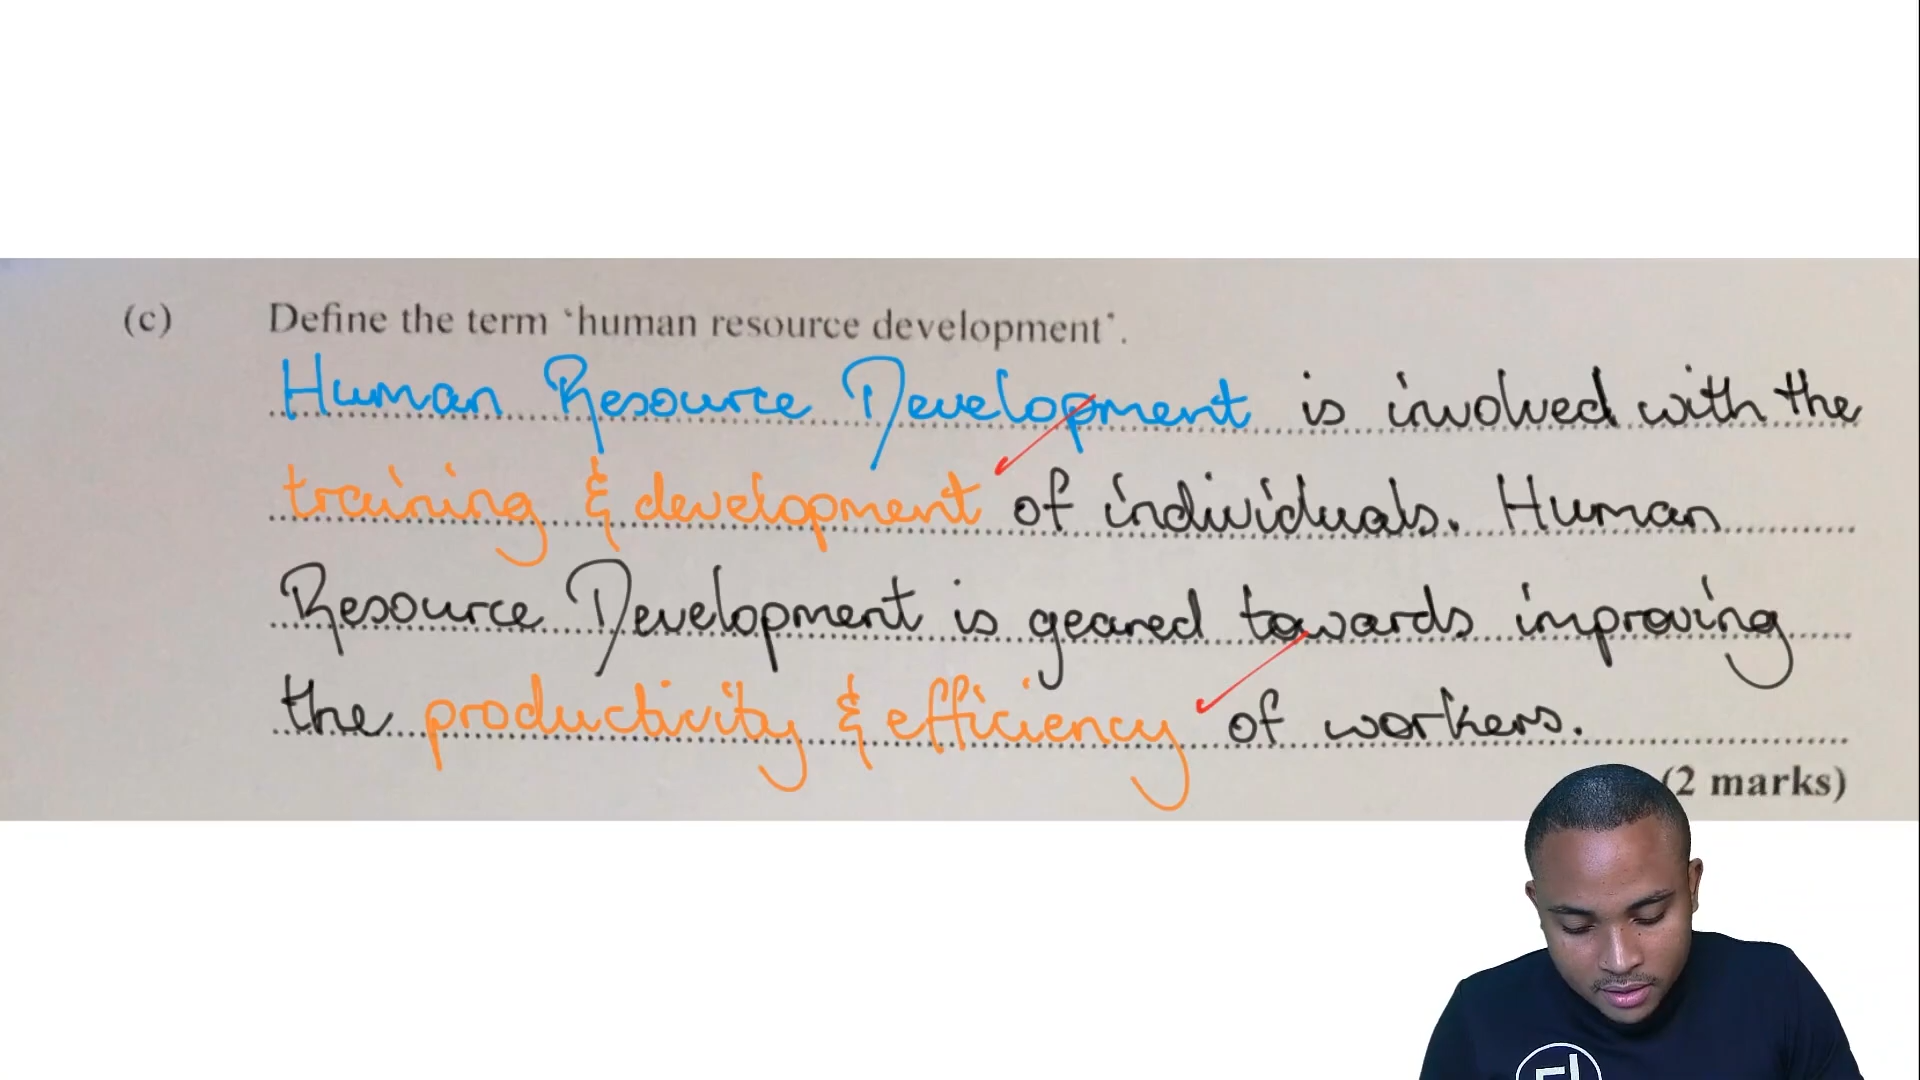 (c) Define the term 'human resource development'.
Human Resource Development is involved with the
training & development of individuals. Human
Resource Development is geared towards improving
the productivity & efficiency of workers.
(2 marks)